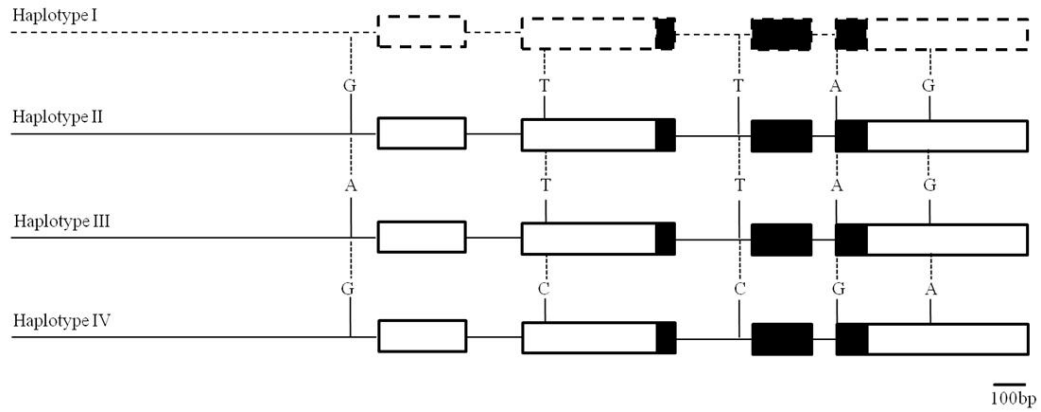 Haplotype I
G T T A G
Haplotype II
A T T A G
Haplotype III
G C C G A
Haplotype IV
100bp